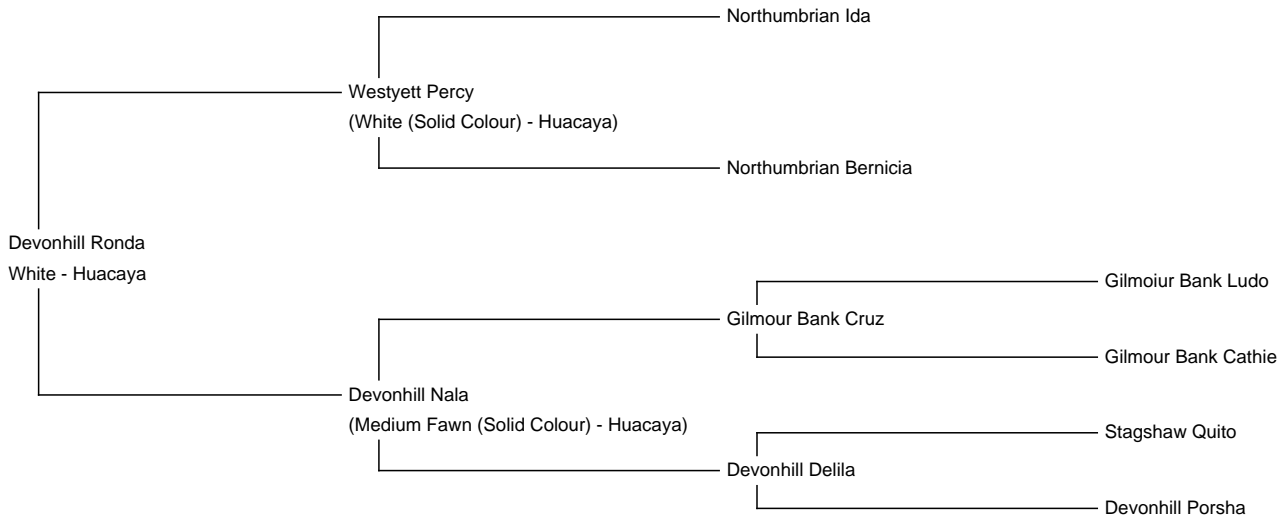 Northumbrian Ida
Westyett Percy
(White (Solid Colour) - Huacaya)
Northumbrian Bernicia
Devonhill Ronda
White - Huacaya
Gilmoiur Bank Ludo
Gilmour Bank Cruz
Gilmour Bank Cathie
Devonhill Nala
(Medium Fawn (Solid Colour) - Huacaya)
Stagshaw Quito
Devonhill Delila
Devonhill Porsha